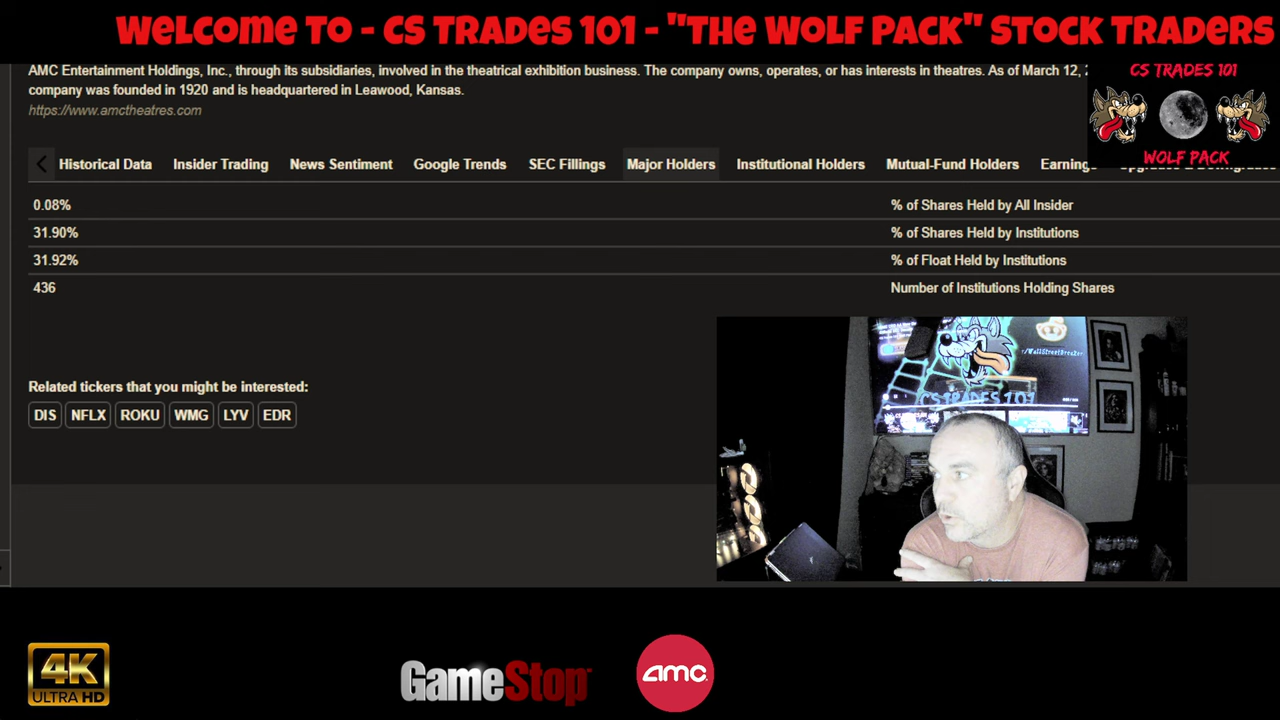 Welcome To - CS Trades 101 - "The Wolf Pack" Stock Traders
AMC Entertainment Holdings, Inc., through its subsidiaries, involved in the theatrical exhibition business. The company owns, operates, or has interests in theatres. As of March 12,
company was founded in 1920 and is headquartered in Leawood, Kansas.
https://www.amctheatres.com
CS TRADES 101
WOLF PACK
Historical Data Insider Trading News Sentiment Google Trends SEC Fillings Major Holders Institutional Holders Mutual-Fund Holders Earnings
0.08% % of Shares Held by All Insider
31.90% % of Shares Held by Institutions
31.92% % of Float Held by Institutions
436 Number of Institutions Holding Shares
Related tickers that you might be interested:
DIS NFLX ROKU WMG LYV EDR
CS TRADES 101
4K
ULTRA HD
GameStop
amc